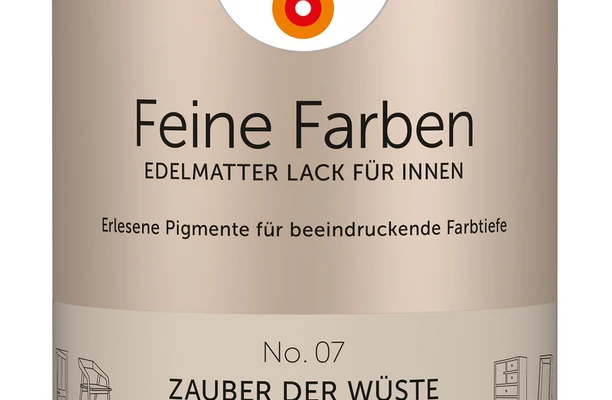 Feine Farben
EDELMATTER LACK FÜR INNEN
Erlesene Pigmente für beeindruckende Farbtiefe
No. 07
ZAUBER DER WÜSTE